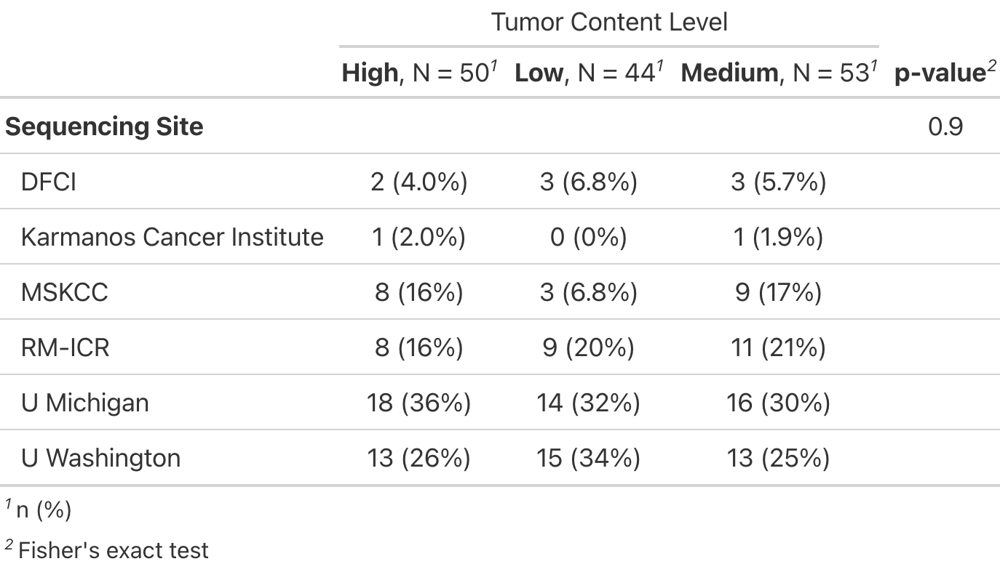 Tumor Content Level
High, N = 50¹ Low, N = 44¹ Medium, N = 53¹ p-value²
Sequencing Site 0.9
DFCI 2 (4.0%) 3 (6.8%) 3 (5.7%)
Karmanos Cancer Institute 1 (2.0%) 0 (0%) 1 (1.9%)
MSKCC 8 (16%) 3 (6.8%) 9 (17%)
RM-ICR 8 (16%) 9 (20%) 11 (21%)
U Michigan 18 (36%) 14 (32%) 16 (30%)
U Washington 13 (26%) 15 (34%) 13 (25%)
¹ n (%)
² Fisher's exact test